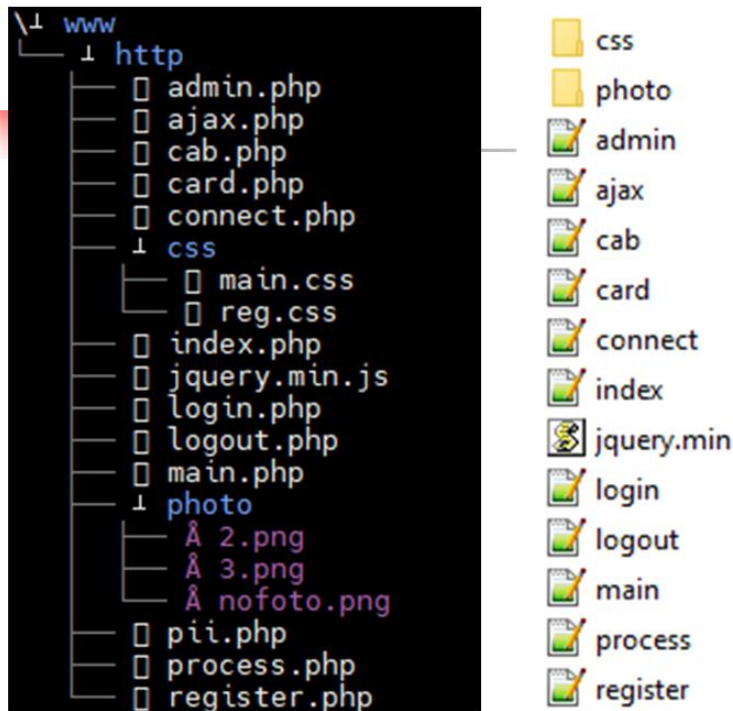 www
http
admin.php
ajax.php
cab.php
card.php
connect.php
css
main.css
reg.css
index.php
jquery.min.js
login.php
logout.php
main.php
photo
Å 2.png
Å 3.png
Å nofoto.png
pii.php
process.php
register.php
css
photo
admin
ajax
cab
card
connect
index
jquery.min
login
logout
main
process
register